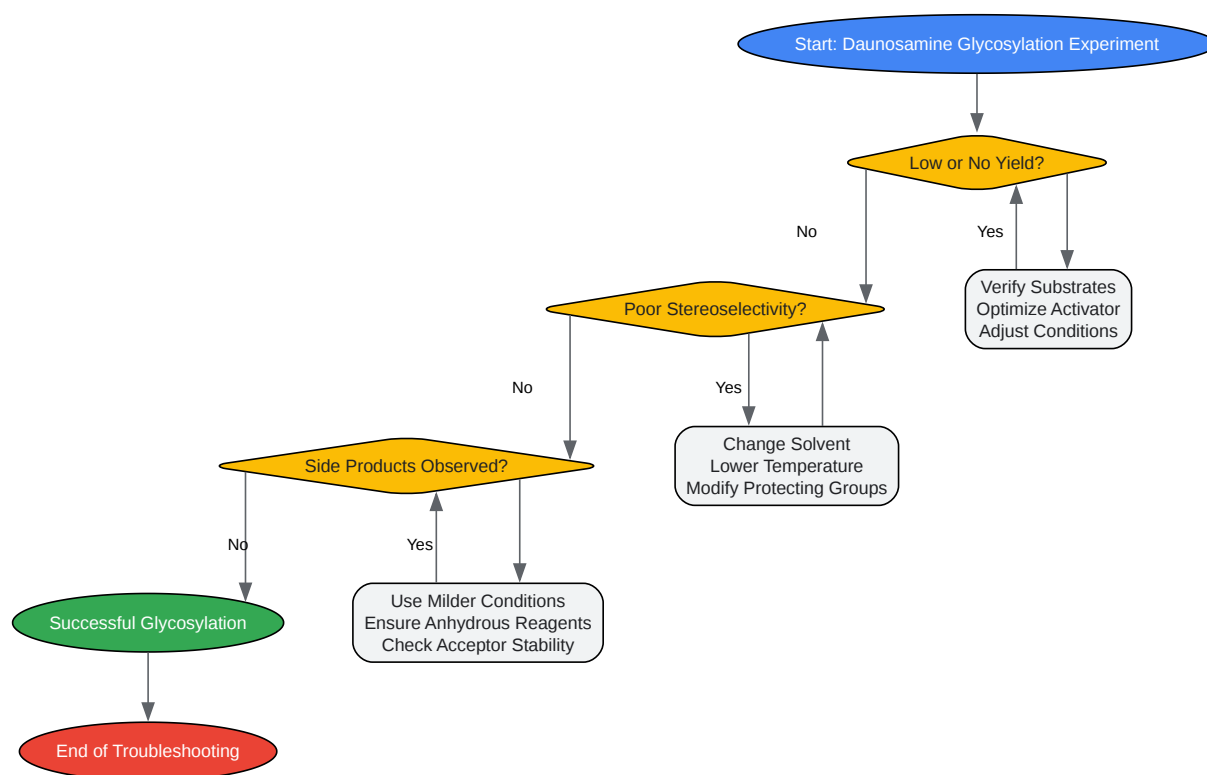 Start: Daunosamine Glycosylation Experiment
Low or No Yield?
No
Yes
Verify Substrates
Optimize Activator
Adjust Conditions
Poor Stereoselectivity?
No
Yes
Change Solvent
Lower Temperature
Modify Protecting Groups
Side Products Observed?
No
Yes
Use Milder Conditions
Ensure Anhydrous Reagents
Check Acceptor Stability
Successful Glycosylation
End of Troubleshooting